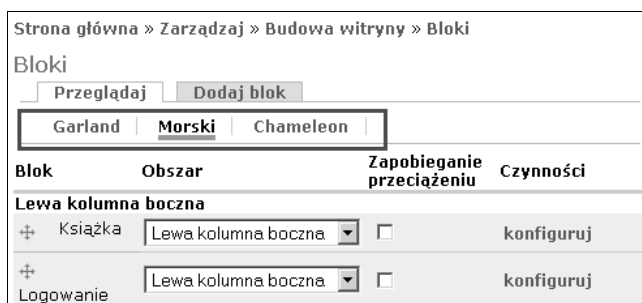 Strona główna » Zarządzaj » Budowa witryny » Bloki
Bloki
Przeglądaj Dodaj blok
Garland Morski Chameleon
Blok Obszar Zapobieganie przeciążeniu Czynności
Lewa kolumna boczna
Książka Lewa kolumna boczna konfiguruj
Logowanie Lewa kolumna boczna konfiguruj